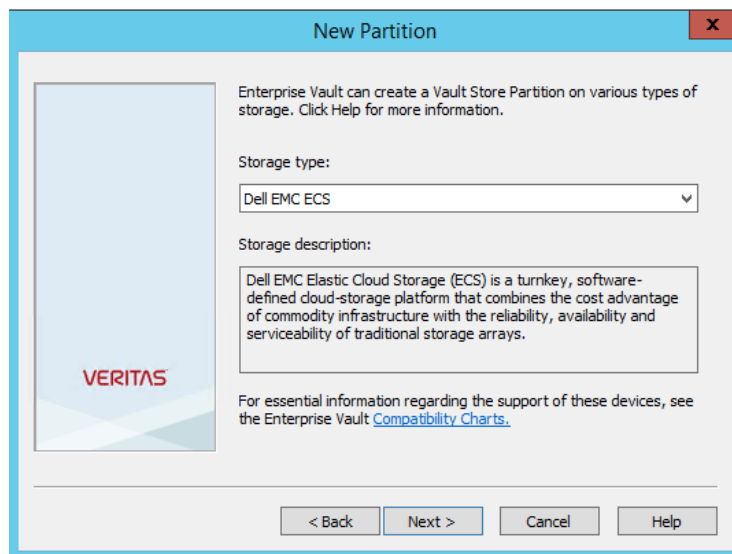 New Partition
x
Enterprise Vault can create a Vault Store Partition on various types of
storage. Click Help for more information.
Storage type:
Dell EMC ECS
Storage description:
Dell EMC Elastic Cloud Storage (ECS) is a turnkey, software-
defined cloud-storage platform that combines the cost advantage
of commodity infrastructure with the reliability, availability and
serviceability of traditional storage arrays.
VERITAS
For essential information regarding the support of these devices, see
the Enterprise Vault Compatibility Charts.
< Back
Next >
Cancel
Help